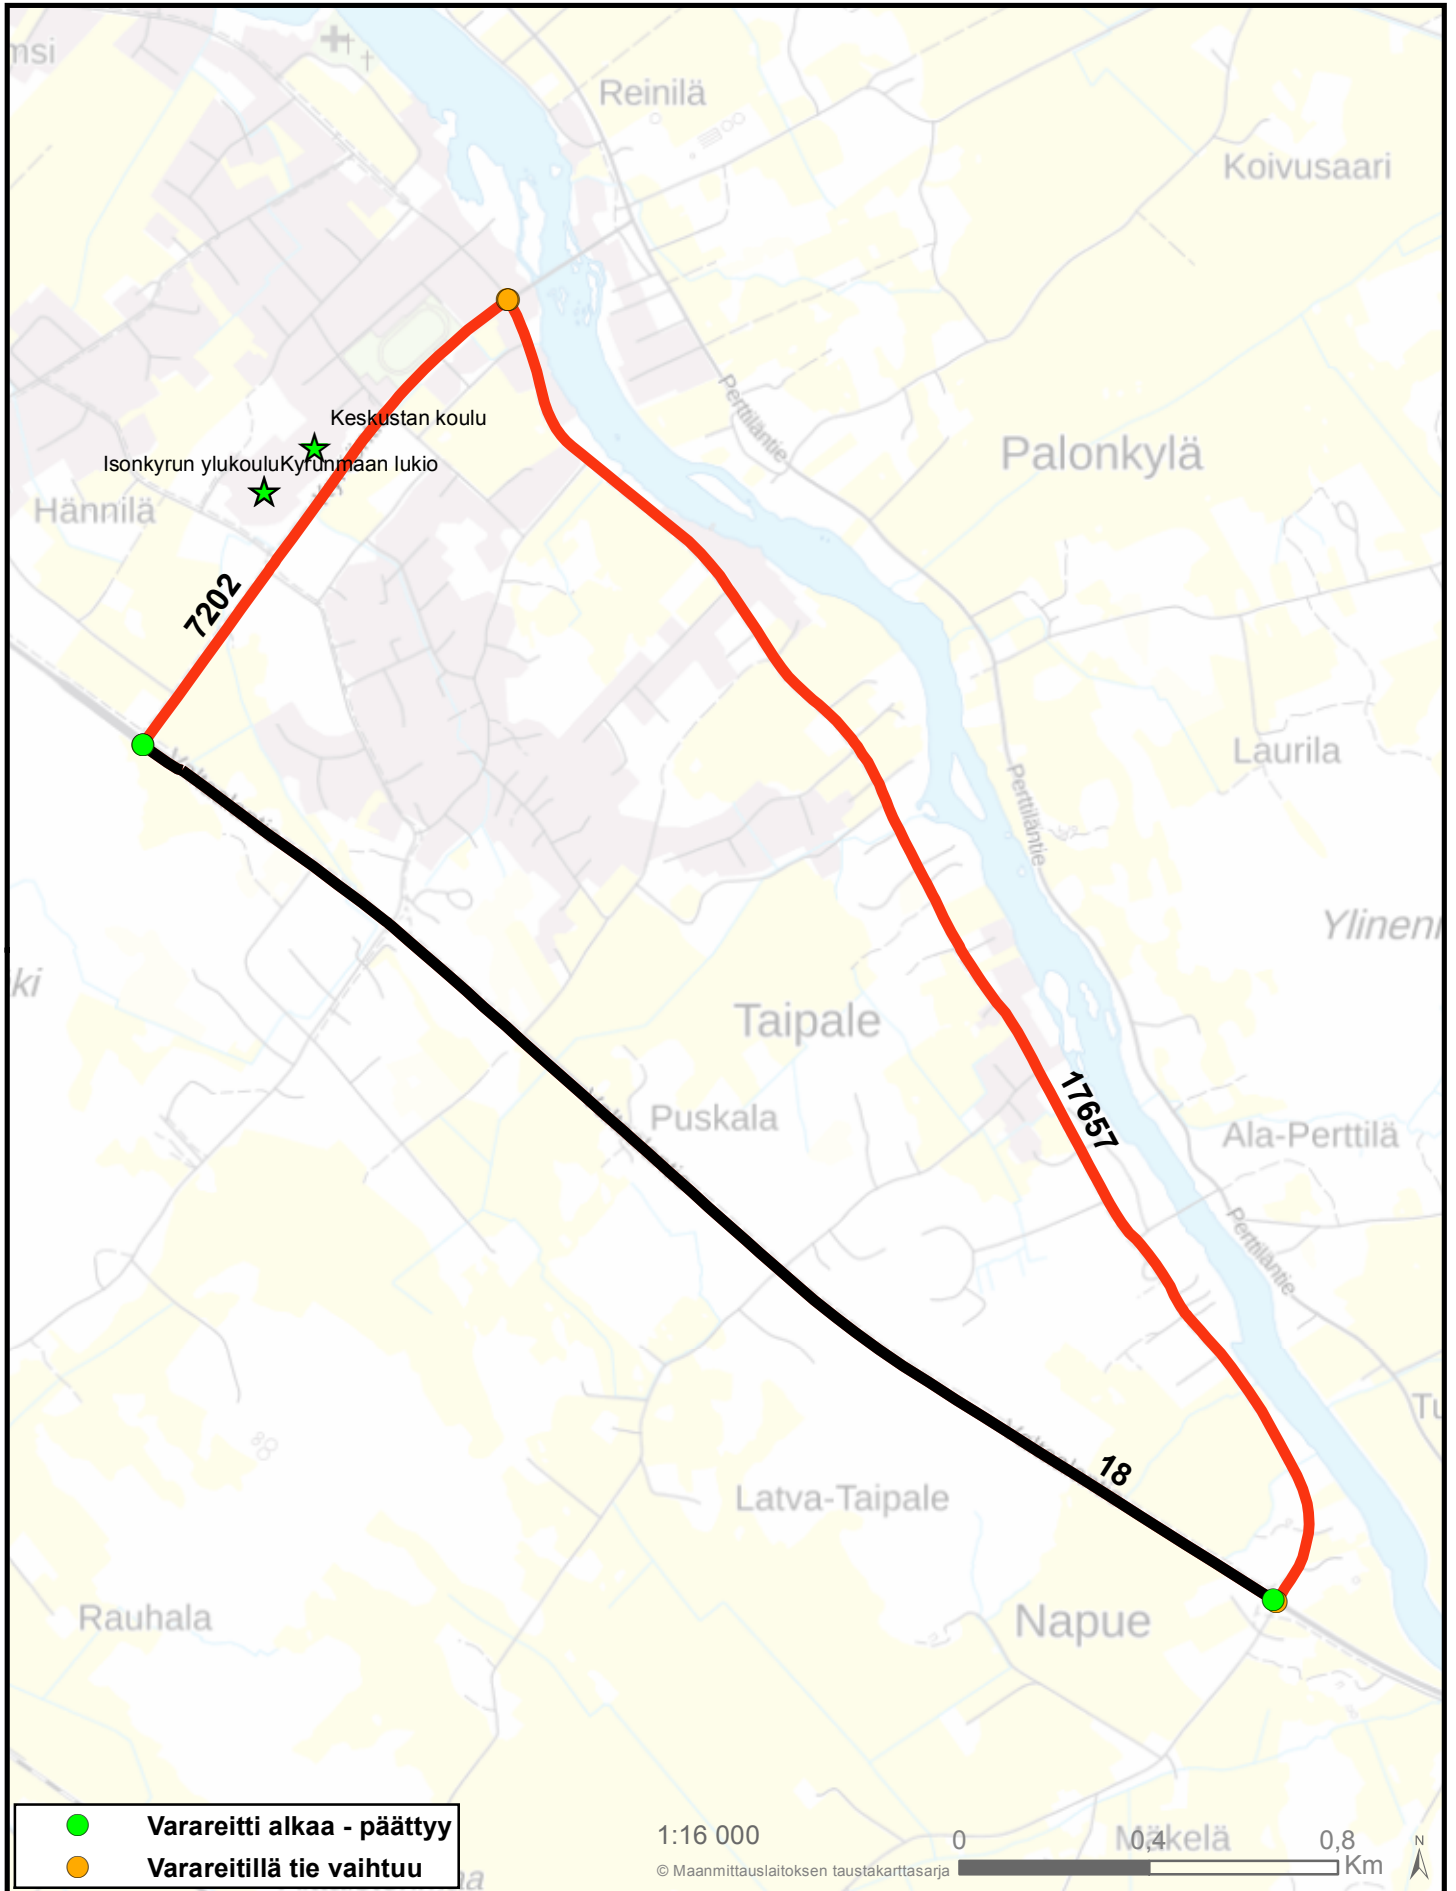 Reinilä
Koivusaari
Perttiläntie
Keskustan koulu
Palonkylä
Isonkyrun ylukouluKyrunmaan lukio
Hännilä
7202
Laurila
Perttiläntie
Taipale
17657
Puskala
Ala-Perttilä
Perttiläntie
18
Latva-Taipale
Rauhala
Napue
Varareitti alkaa - päättyy
Varareitillä tie vaihtuu
1:16 000
© Maanmittauslaitoksen taustakarttasarja
0 0,4 0,8
Km
Mäkelä
N